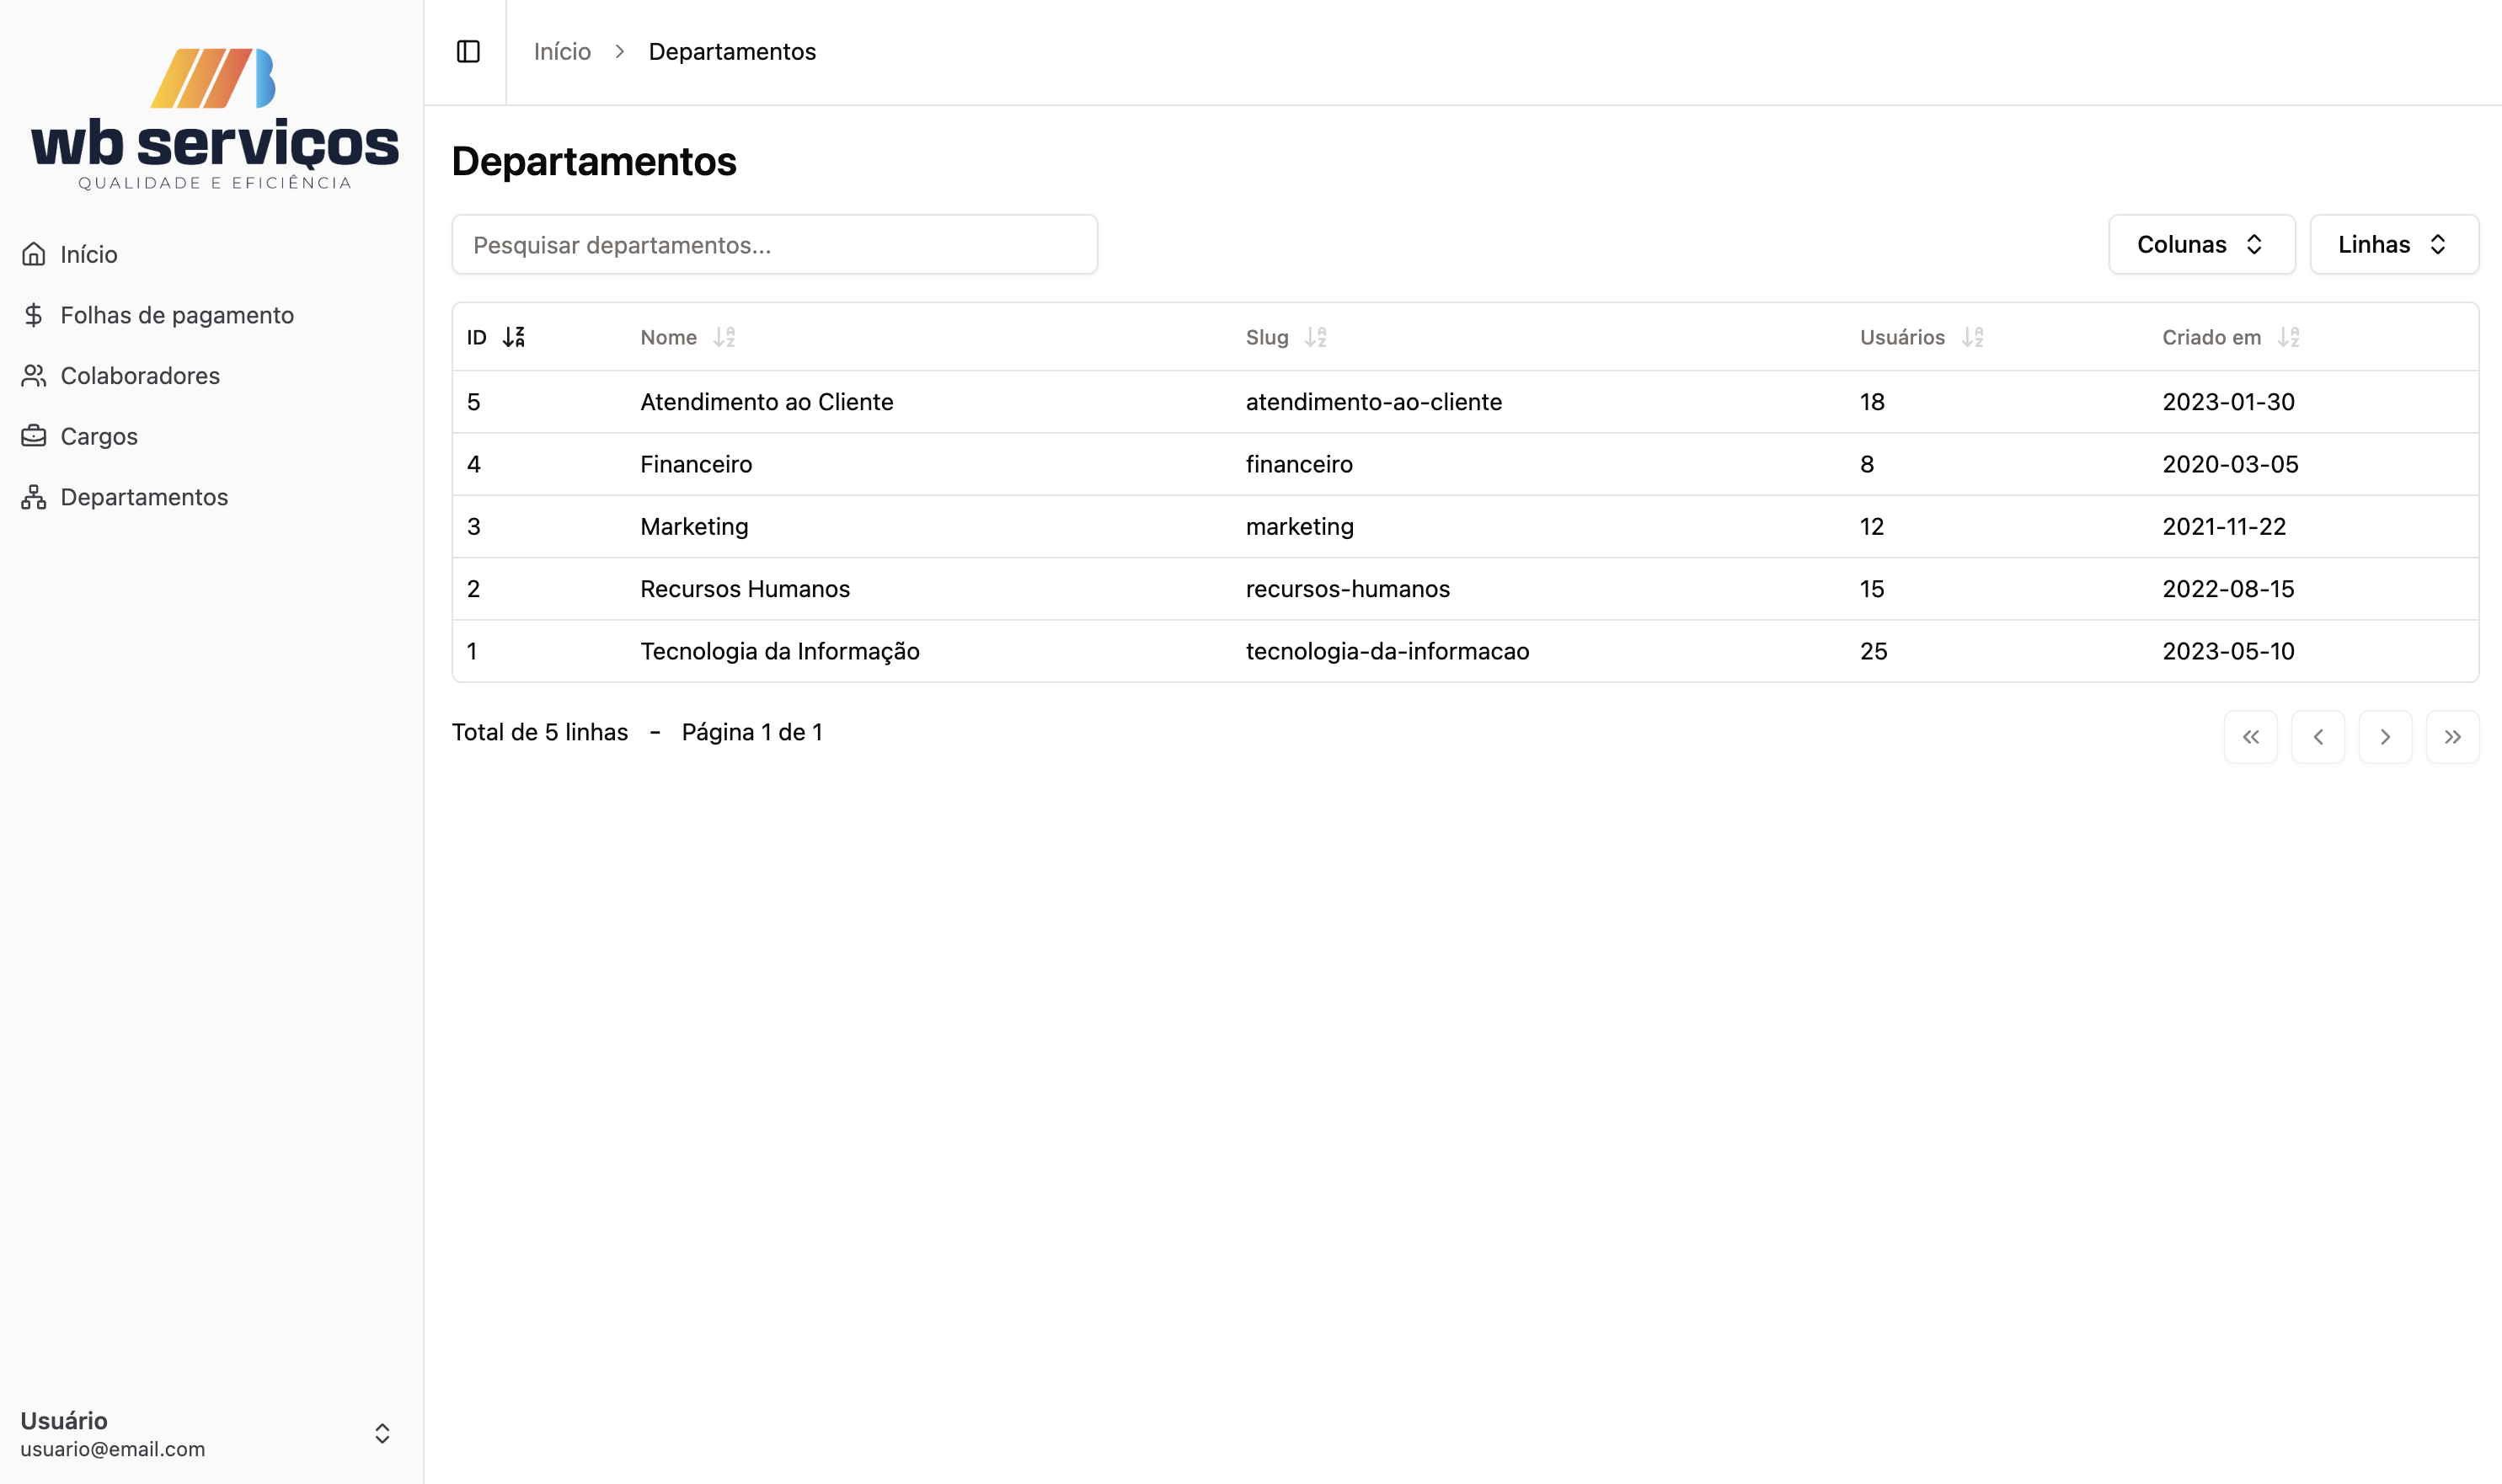 wb serviços
QUALIDADE E EFICIÊNCIA
Início
Folhas de pagamento
Colaboradores
Cargos
Departamentos
Usuário
usuario@email.com
Início > Departamentos
Departamentos
Pesquisar departamentos...
Colunas Linhas
ID Nome Slug Usuários Criado em
5 Atendimento ao Cliente atendimento-ao-cliente 18 2023-01-30
4 Financeiro financeiro 8 2020-03-05
3 Marketing marketing 12 2021-11-22
2 Recursos Humanos recursos-humanos 15 2022-08-15
1 Tecnologia da Informação tecnologia-da-informacao 25 2023-05-10
Total de 5 linhas - Página 1 de 1